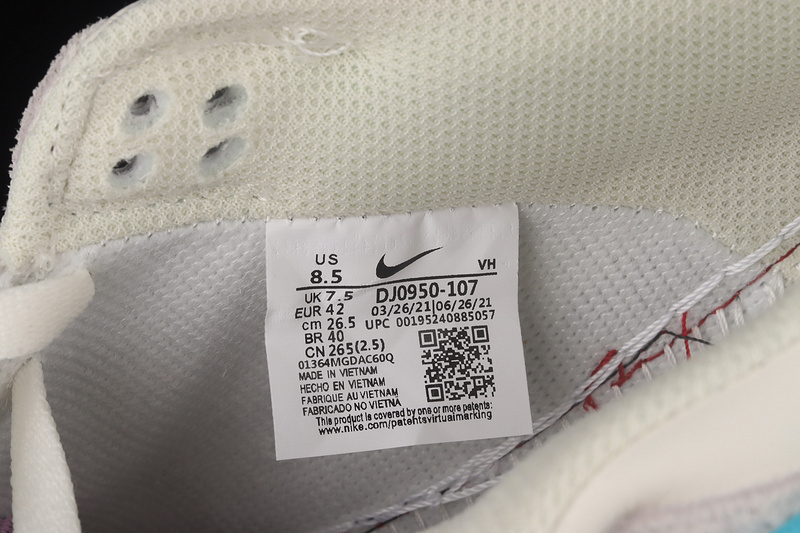 US
8.5
VH
UK 7.5
DJ0950-107
EUR 42
03/26/21|06/26/21
cm 26.5
UPC 00195240885057
BR 40
CN 265(2.5)
01364MGDAC60Q
MADE IN VIETNAM
HECHO EN VIETNAM
FABRIQUE AU VIETNAM
FABRICADO NO VIETNÃ
This product is covered by one or more patents:
www.nike.com/patentsvirtualmarking